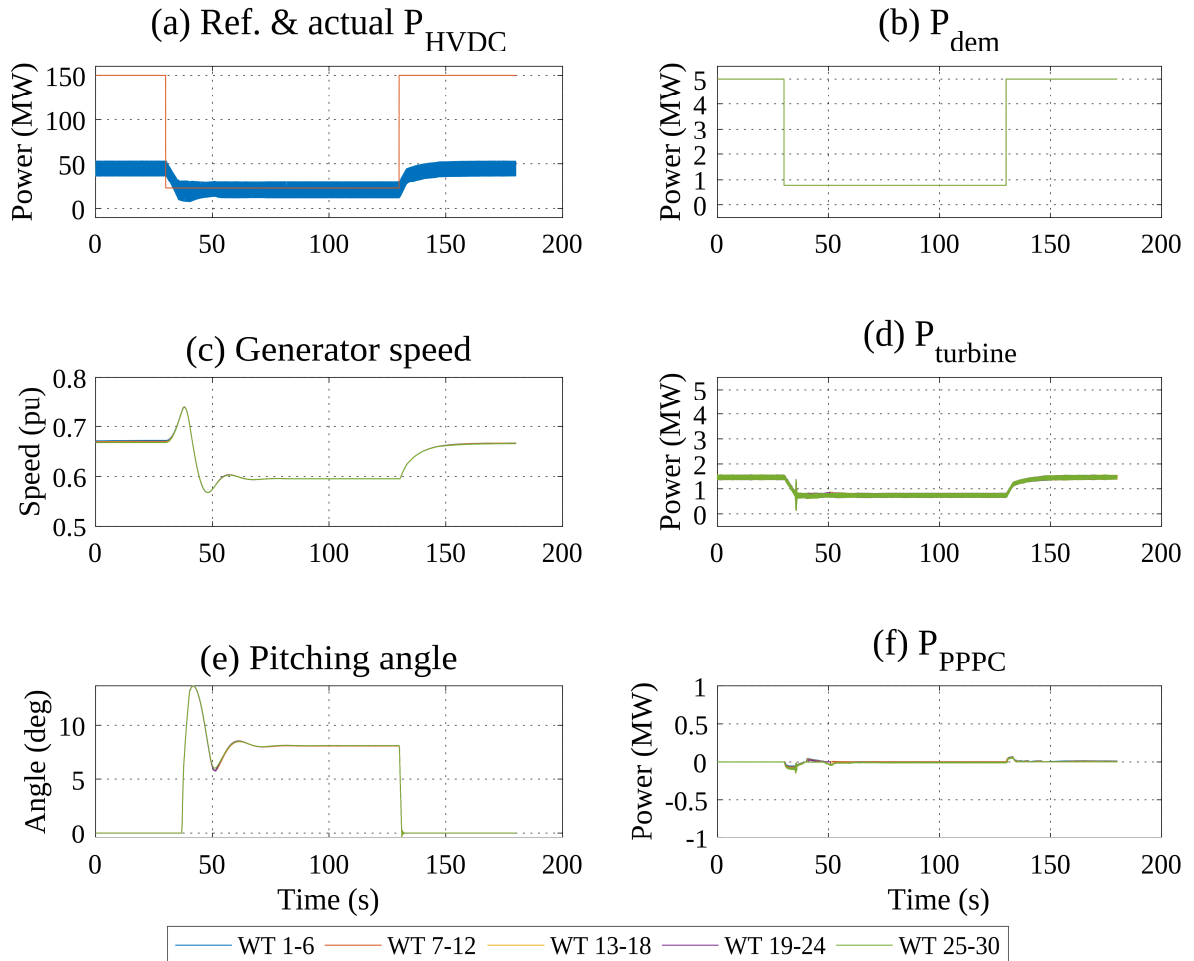 (a) Ref. & actual P_HVDC
(b) P_dem
Power (MW)
150
100
50
0
0 50 100 150 200
Power (MW)
5
4
3
2
1
0
0 50 100 150 200
(c) Generator speed
(d) P_turbine
Speed (pu)
0.8
0.7
0.6
0.5
0 50 100 150 200
Power (MW)
5
4
3
2
1
0
0 50 100 150 200
(e) Pitching angle
(f) P_PPPC
Angle (deg)
10
5
0
0 50 100 150 200
Time (s)
Power (MW)
1
0.5
0
-0.5
-1
0 50 100 150 200
Time (s)
WT 1-6 WT 7-12 WT 13-18 WT 19-24 WT 25-30